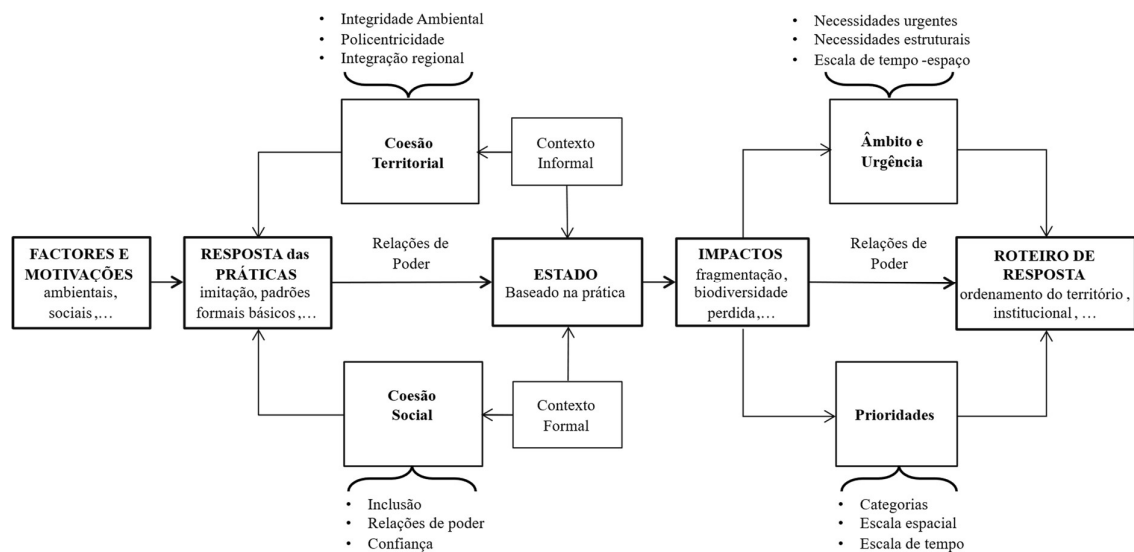 • Integridade Ambiental
• Policentricidade
• Integração regional
• Necessidades urgentes
• Necessidades estruturais
• Escala de tempo -espaço
Coesão
Territorial
Contexto
Informal
Âmbito e
Urgência
FACTORES E
MOTIVAÇÕES
ambientais,
sociais,...
RESPOSTA das
PRÁTICAS
imitação, padrões
formais básicos,...
Relações de
Poder
ESTADO
Baseado na prática
IMPACTOS
fragmentação,
biodiversidade
perdida,...
Relações de
Poder
ROTEIRO DE
RESPOSTA
ordenamento do território,
institucional, ...
Coesão
Social
Contexto
Formal
Prioridades
• Inclusão
• Relações de poder
• Confiança
• Categorias
• Escala espacial
• Escala de tempo